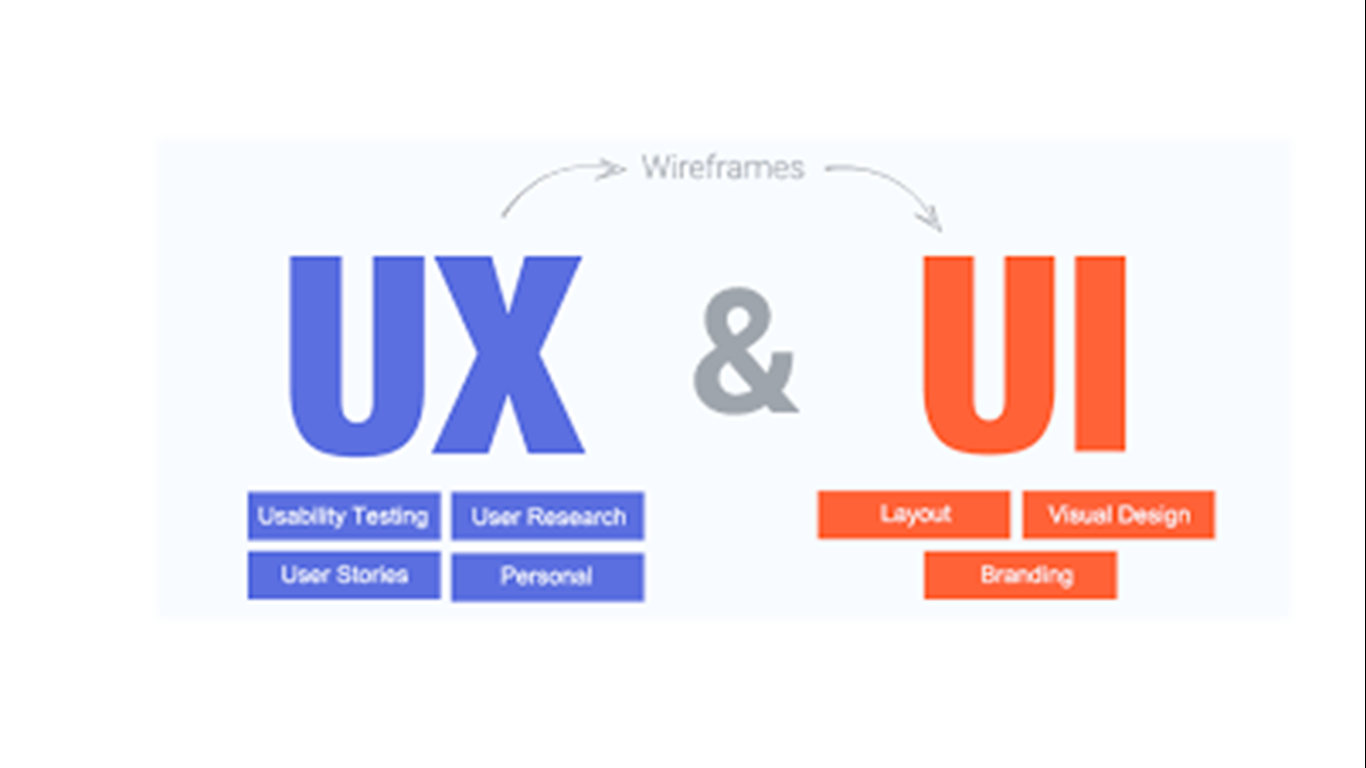 Wireframes
UX & UI
Usability Testing User Research Layout Visual Design
User Stories Personal Branding